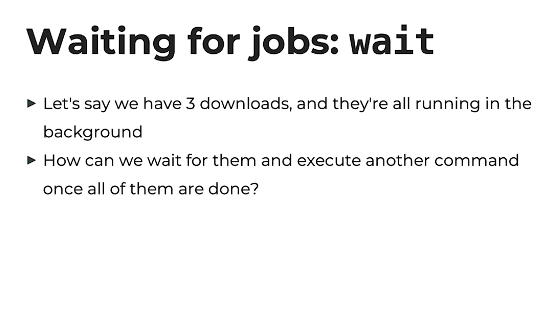 Waiting for jobs: wait
▶ Let's say we have 3 downloads, and they're all running in the
background
▶ How can we wait for them and execute another command
once all of them are done?